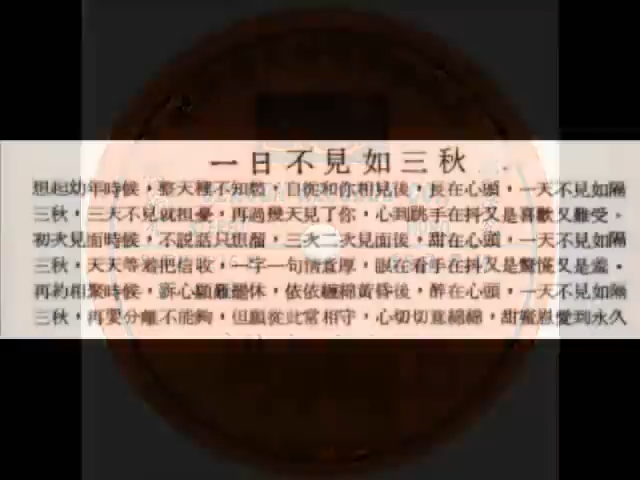 一日不見如三秋
想起幼年時候，整天裡不知愁，自從和你相見後，長在心頭，一天不見如隔
三秋，三天不見就担憂，再過幾天見了你，心到跳手在抖又是喜歡又難受。
初次見面時候，不說話只怛怩，三次二次見面後，甜在心頭，一天不見如隔
三秋，天天等着把信收，一字一句情意厚，眼在看手在抖又是驚慌又是羞。
再約相聚時候，訴心願難罷休，依依纏綿黃昏後，醉在心頭，一天不見如隔
三秋，再要分離不能夠，但願從此常相守，心切切意綿綿，甜蜜恩愛到永久